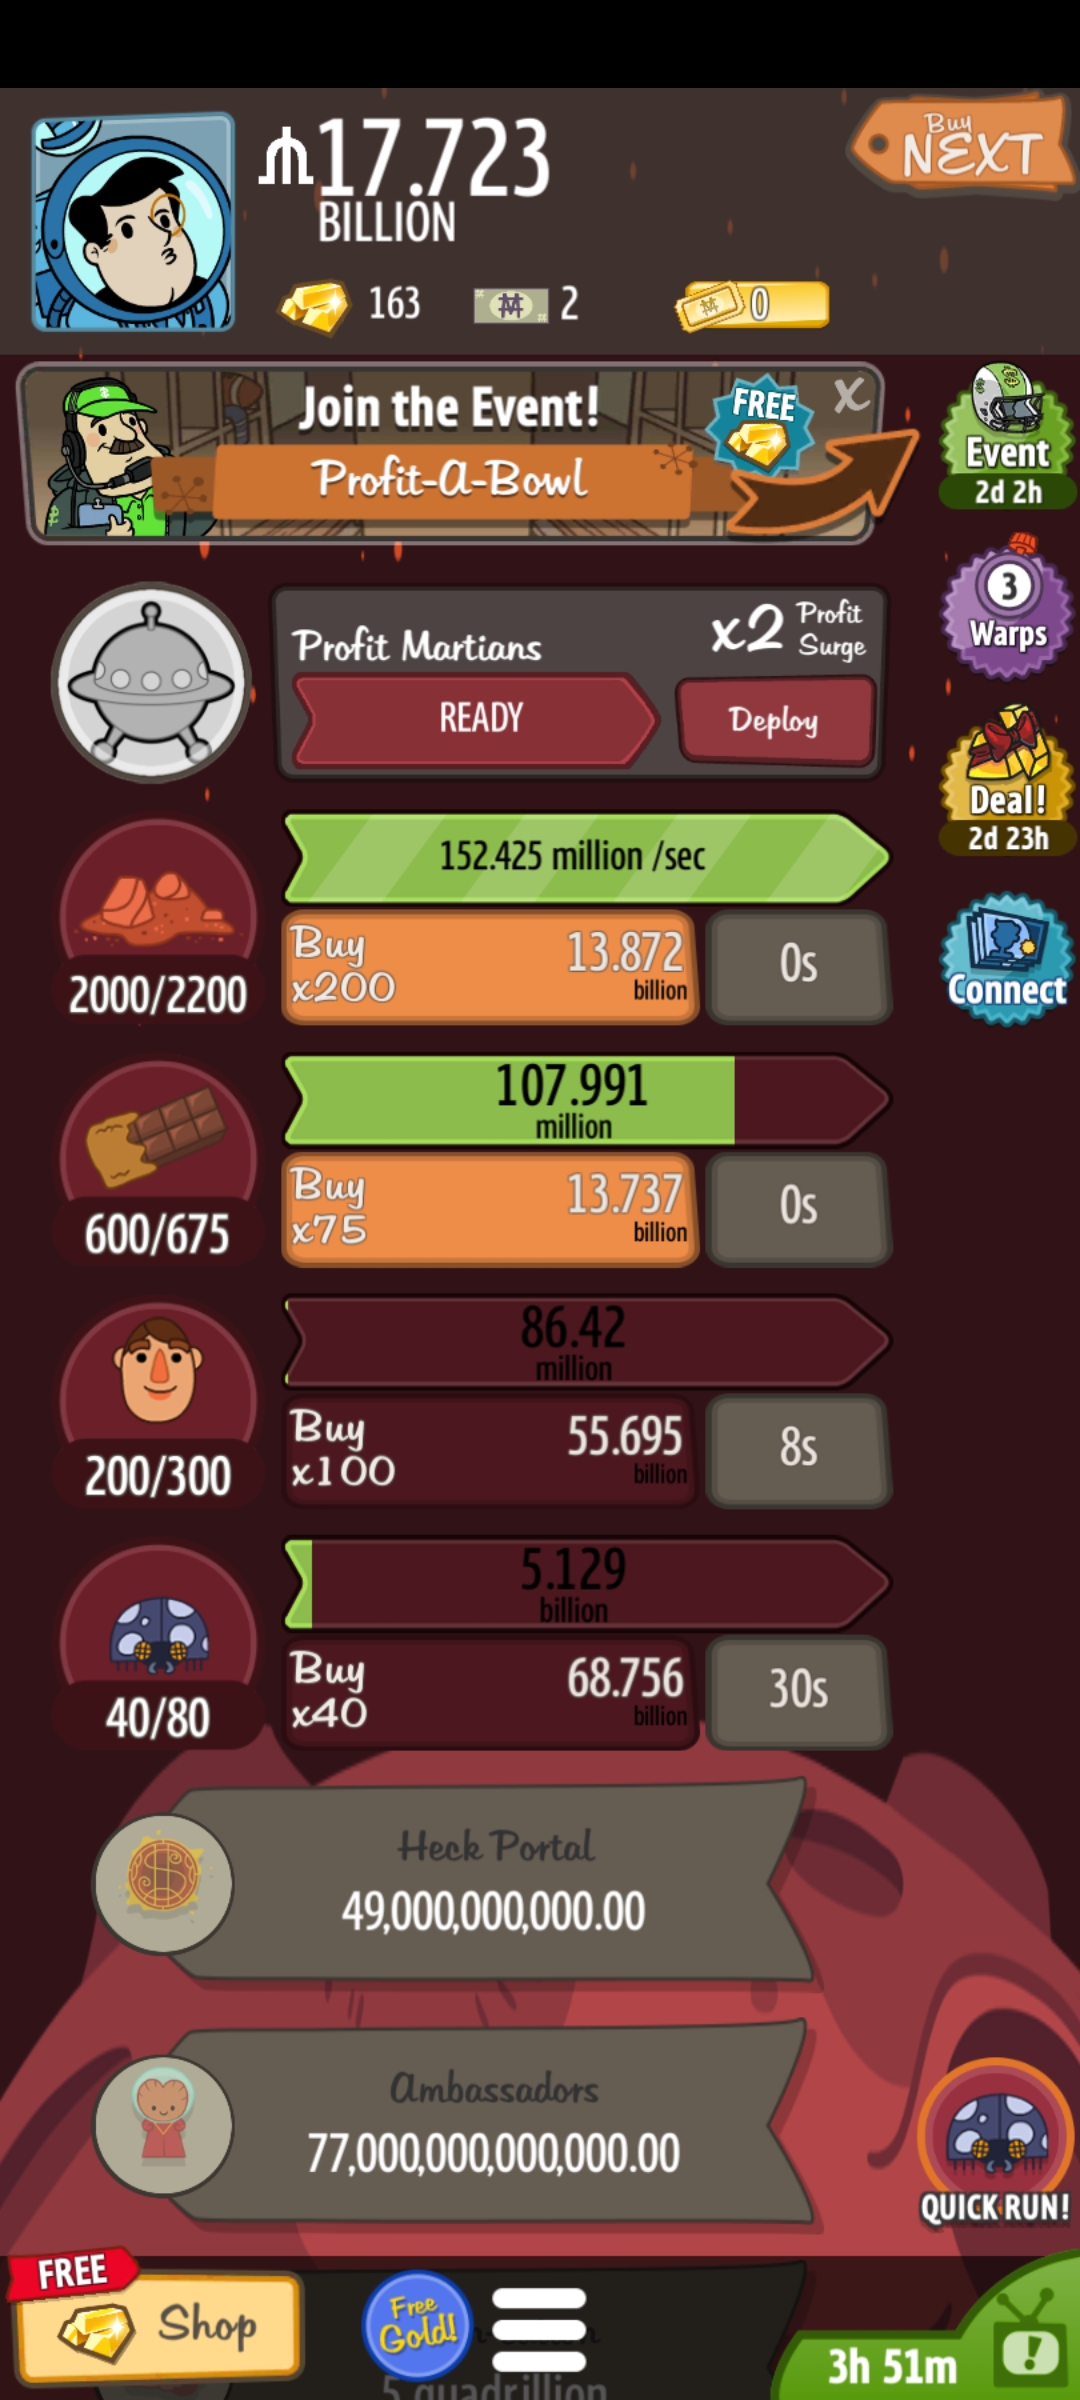 17.723
BILLION
Buy
NEXT
163
2
0
Join the Event!
Profit-A-Bowl
FREE
X
Event
2d 2h
3
Warps
Profit Martians
x2 Profit Surge
READY
Deploy
Deal!
2d 23h
152.425 million /sec
Buy
x200
13.872
billion
0s
2000/2200
Connect
107.991
million
Buy
x75
13.737
billion
0s
600/675
86.42
million
Buy
x100
55.695
billion
8s
200/300
5.129
billion
Buy
x40
68.756
billion
30s
40/80
Heck Portal
49,000,000,000.00
Ambassadors
77,000,000,000,000.00
QUICK RUN!
FREE
Shop
Free
Gold!
3h 51m
5 quadrillion